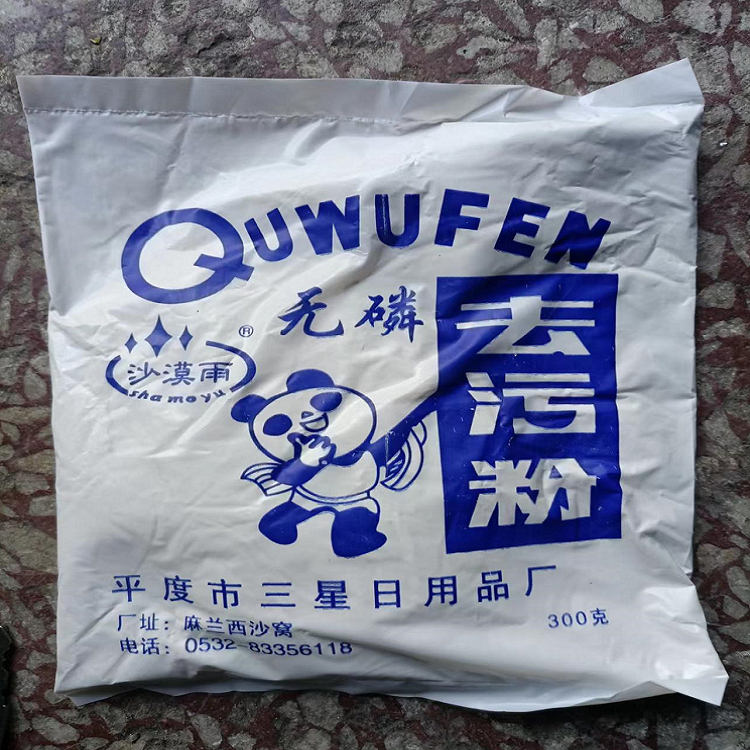 QUWUFEN
无磷
去污粉
®
沙漠雨
sha mo yu
平度市三星日用品厂
厂址：麻兰西沙窝
300克
电话：0532-83356118